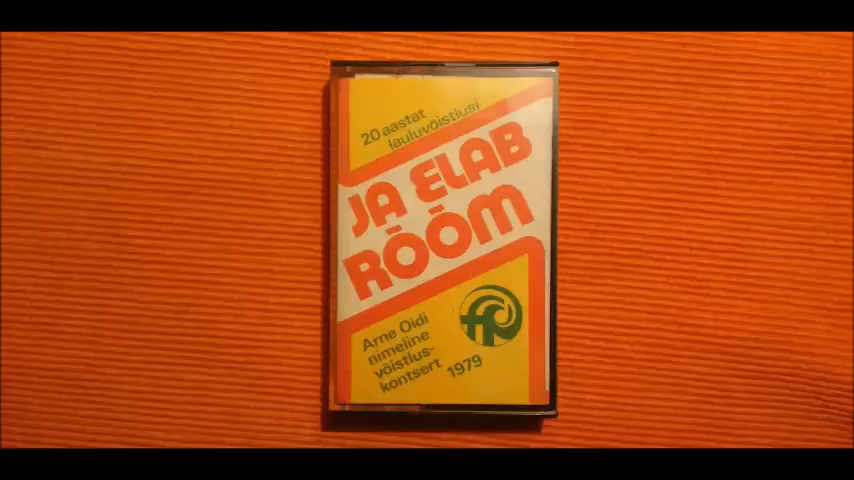 20 aastat
lauluvõistlusi
JA ELAB
RÕÕM
Arne Oidi
nimeline
võistlus-
kontsert 1979